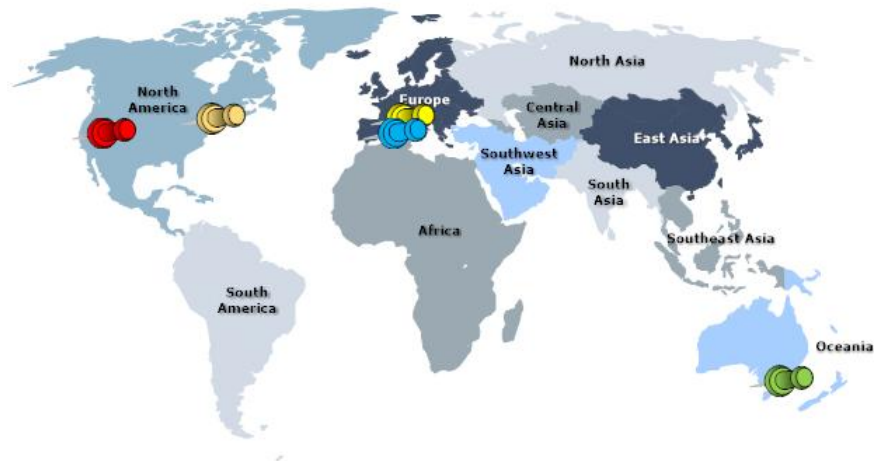 North Asia
North
America
Europe
Central
Asia
East Asia
Southwest
Asia
South
Asia
Africa
Southeast Asia
South
America
Oceania